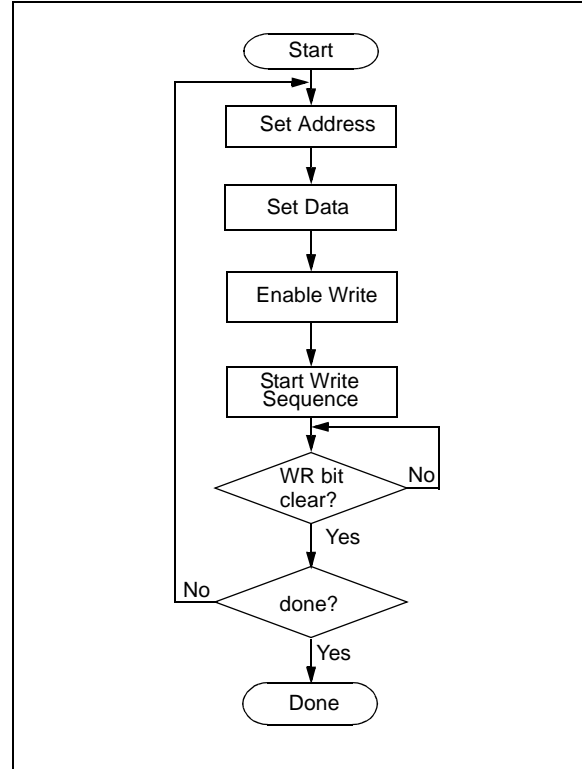 Start
Set Address
Set Data
Enable Write
Start Write
Sequence
WR bit
clear?
No
Yes
No
done?
Yes
Done